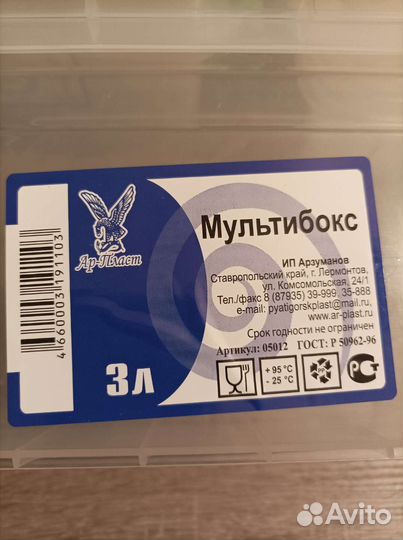 4660003191103
Ар-Пласт
3 л
Мультибокс
ИП Арзуманов
Ставропольский край, г. Лермонтов,
ул. Комсомольская, 24/1
Тел./факс 8 (87935) 39-999, 35-888
e-mail: pyatigorskplast@mail.ru,
www.ar-plast.ru
Срок годности не ограничен
Артикул: 05012 ГОСТ: Р 50962-96
+ 95 °C
- 25 °C
РСТ
Avito